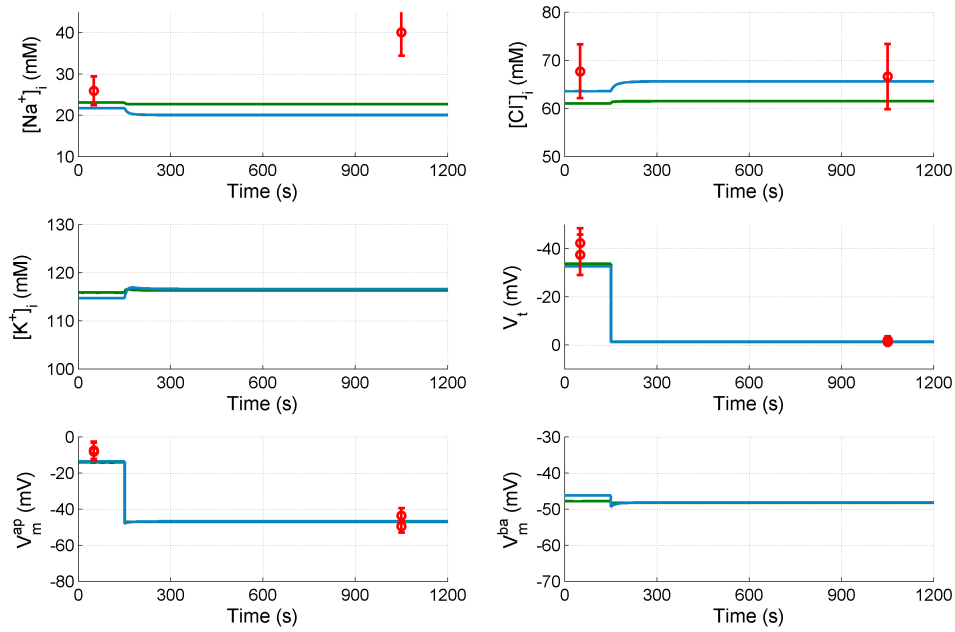 [Na⁺]ᵢ (mM)
40
30
20
10
0 300 600 900 1200
Time (s)
[Cl⁻]ᵢ (mM)
80
70
60
50
0 300 600 900 1200
Time (s)
[K⁺]ᵢ (mM)
130
120
110
100
0 300 600 900 1200
Time (s)
Vₜ (mV)
-40
-20
0
0 300 600 900 1200
Time (s)
Vₘᵃᵖ (mV)
0
-20
-40
-60
-80
0 300 600 900 1200
Time (s)
Vₘᵇᵃ (mV)
-30
-40
-50
-60
-70
0 300 600 900 1200
Time (s)